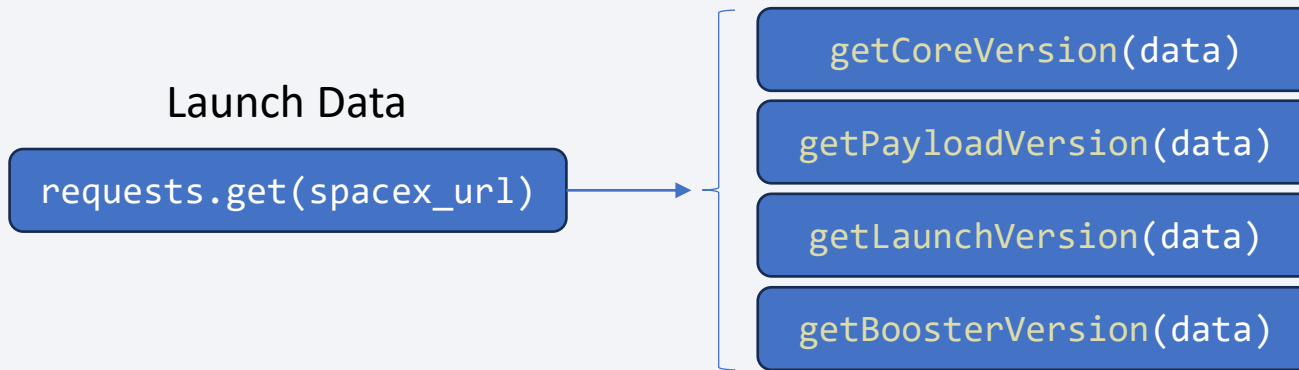 Launch Data
requests.get(spacex_url)
getCoreVersion(data)
getPayloadVersion(data)
getLaunchVersion(data)
getBoosterVersion(data)